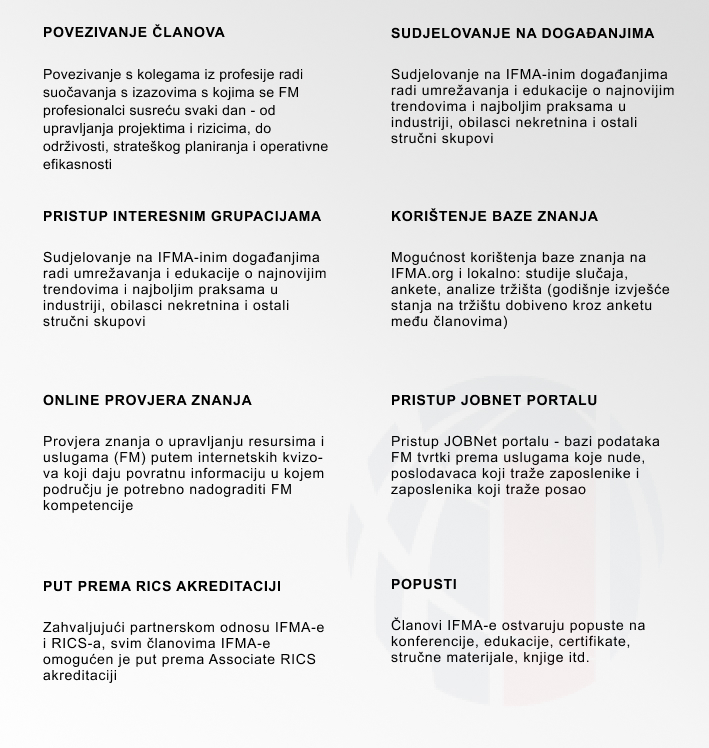 POVEZIVANJE ČLANOVA
Povezivanje s kolegama iz profesije radi
suočavanja s izazovima s kojima se FM
profesionalci susreću svaki dan - od
upravljanja projektima i rizicima, do
održivosti, strateškog planiranja i operativne
efikasnosti
SUDJELOVANJE NA DOGAĐANJIMA
Sudjelovanje na IFMA-inim događanjima
radi umrežavanja i edukacije o najnovijim
trendovima i najboljim praksama u
industriji, obilasci nekretnina i ostali
stručni skupovi
PRISTUP INTERESNIM GRUPACIJAMA
Sudjelovanje na IFMA-inim događanjima
radi umrežavanja i edukacije o najnovijim
trendovima i najboljim praksama u
industriji, obilasci nekretnina i ostali
stručni skupovi
KORIŠTENJE BAZE ZNANJA
Mogućnost korištenja baze znanja na
IFMA.org i lokalno: studije slučaja,
ankete, analize tržišta (godišnje izvješće
stanja na tržištu dobiveno kroz anketu
među članovima)
ONLINE PROVJERA ZNANJA
Provjera znanja o upravljanju resursima i
uslugama (FM) putem internetskih kvizo-
va koji daju povratnu informaciju u kojem
području je potrebno nadograditi FM
kompetencije
PRISTUP JOBNET PORTALU
Pristup JOBNet portalu - bazi podataka
FM tvrtki prema uslugama koje nude,
poslodavaca koji traže zaposlenike i
zaposlenika koji traže posao
PUT PREMA RICS AKREDITACIJI
Zahvaljujući partnerskom odnosu IFMA-e
i RICS-a, svim članovima IFMA-e
omogućen je put prema Associate RICS
akreditaciji
POPUSTI
Članovi IFMA-e ostvaruju popuste na
konferencije, edukacije, certifikate,
stručne materijale, knjige itd.